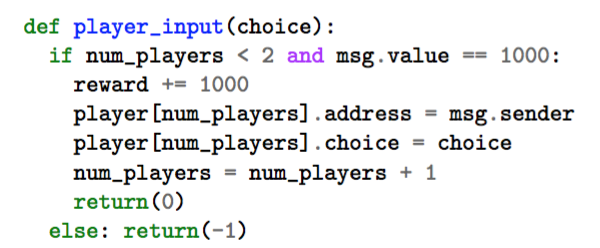 def player_input(choice):
  if num_players < 2 and msg.value == 1000:
    reward += 1000
    player[num_players].address = msg.sender
    player[num_players].choice = choice
    num_players = num_players + 1
    return(0)
  else: return(-1)